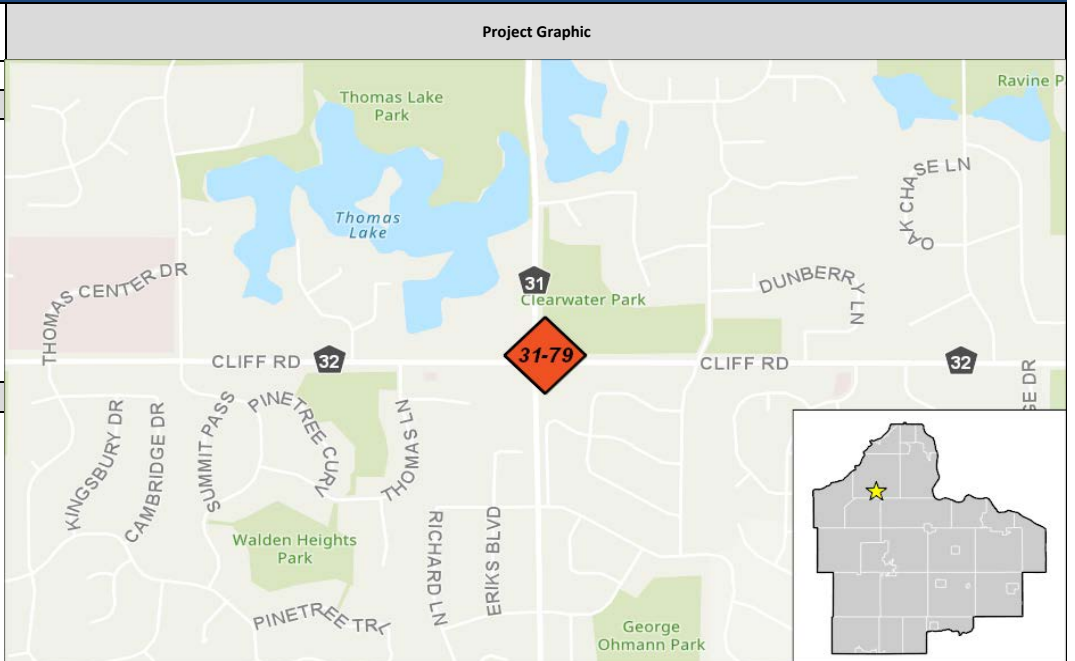 Project Graphic
Ravine P
Thomas Lake
Park
OAK CHASE LN
Thomas
Lake
THOMAS CENTER DR
31
Clearwater Park
DUNBERRY LN
31-79
CLIFF RD
32
CLIFF RD
32
SE DR
KINGSBURY DR
CAMBRIDGE DR
SUMMIT PASS
PINETREE CURV
THOMAS LN
Walden Heights
Park
RICHARD LN
ERIKS BLVD
PINETREE TRL
George
Ohmann Park